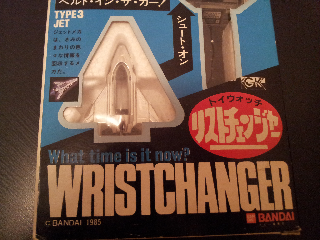 ベルト・イン・ザ・カー!
TYPE3
JET
シュート・オン
CK
トイウォッチ
リストチェンジャー
What time is it now?
WRISTCHANGER
© BANDAI 1985
BANDAI